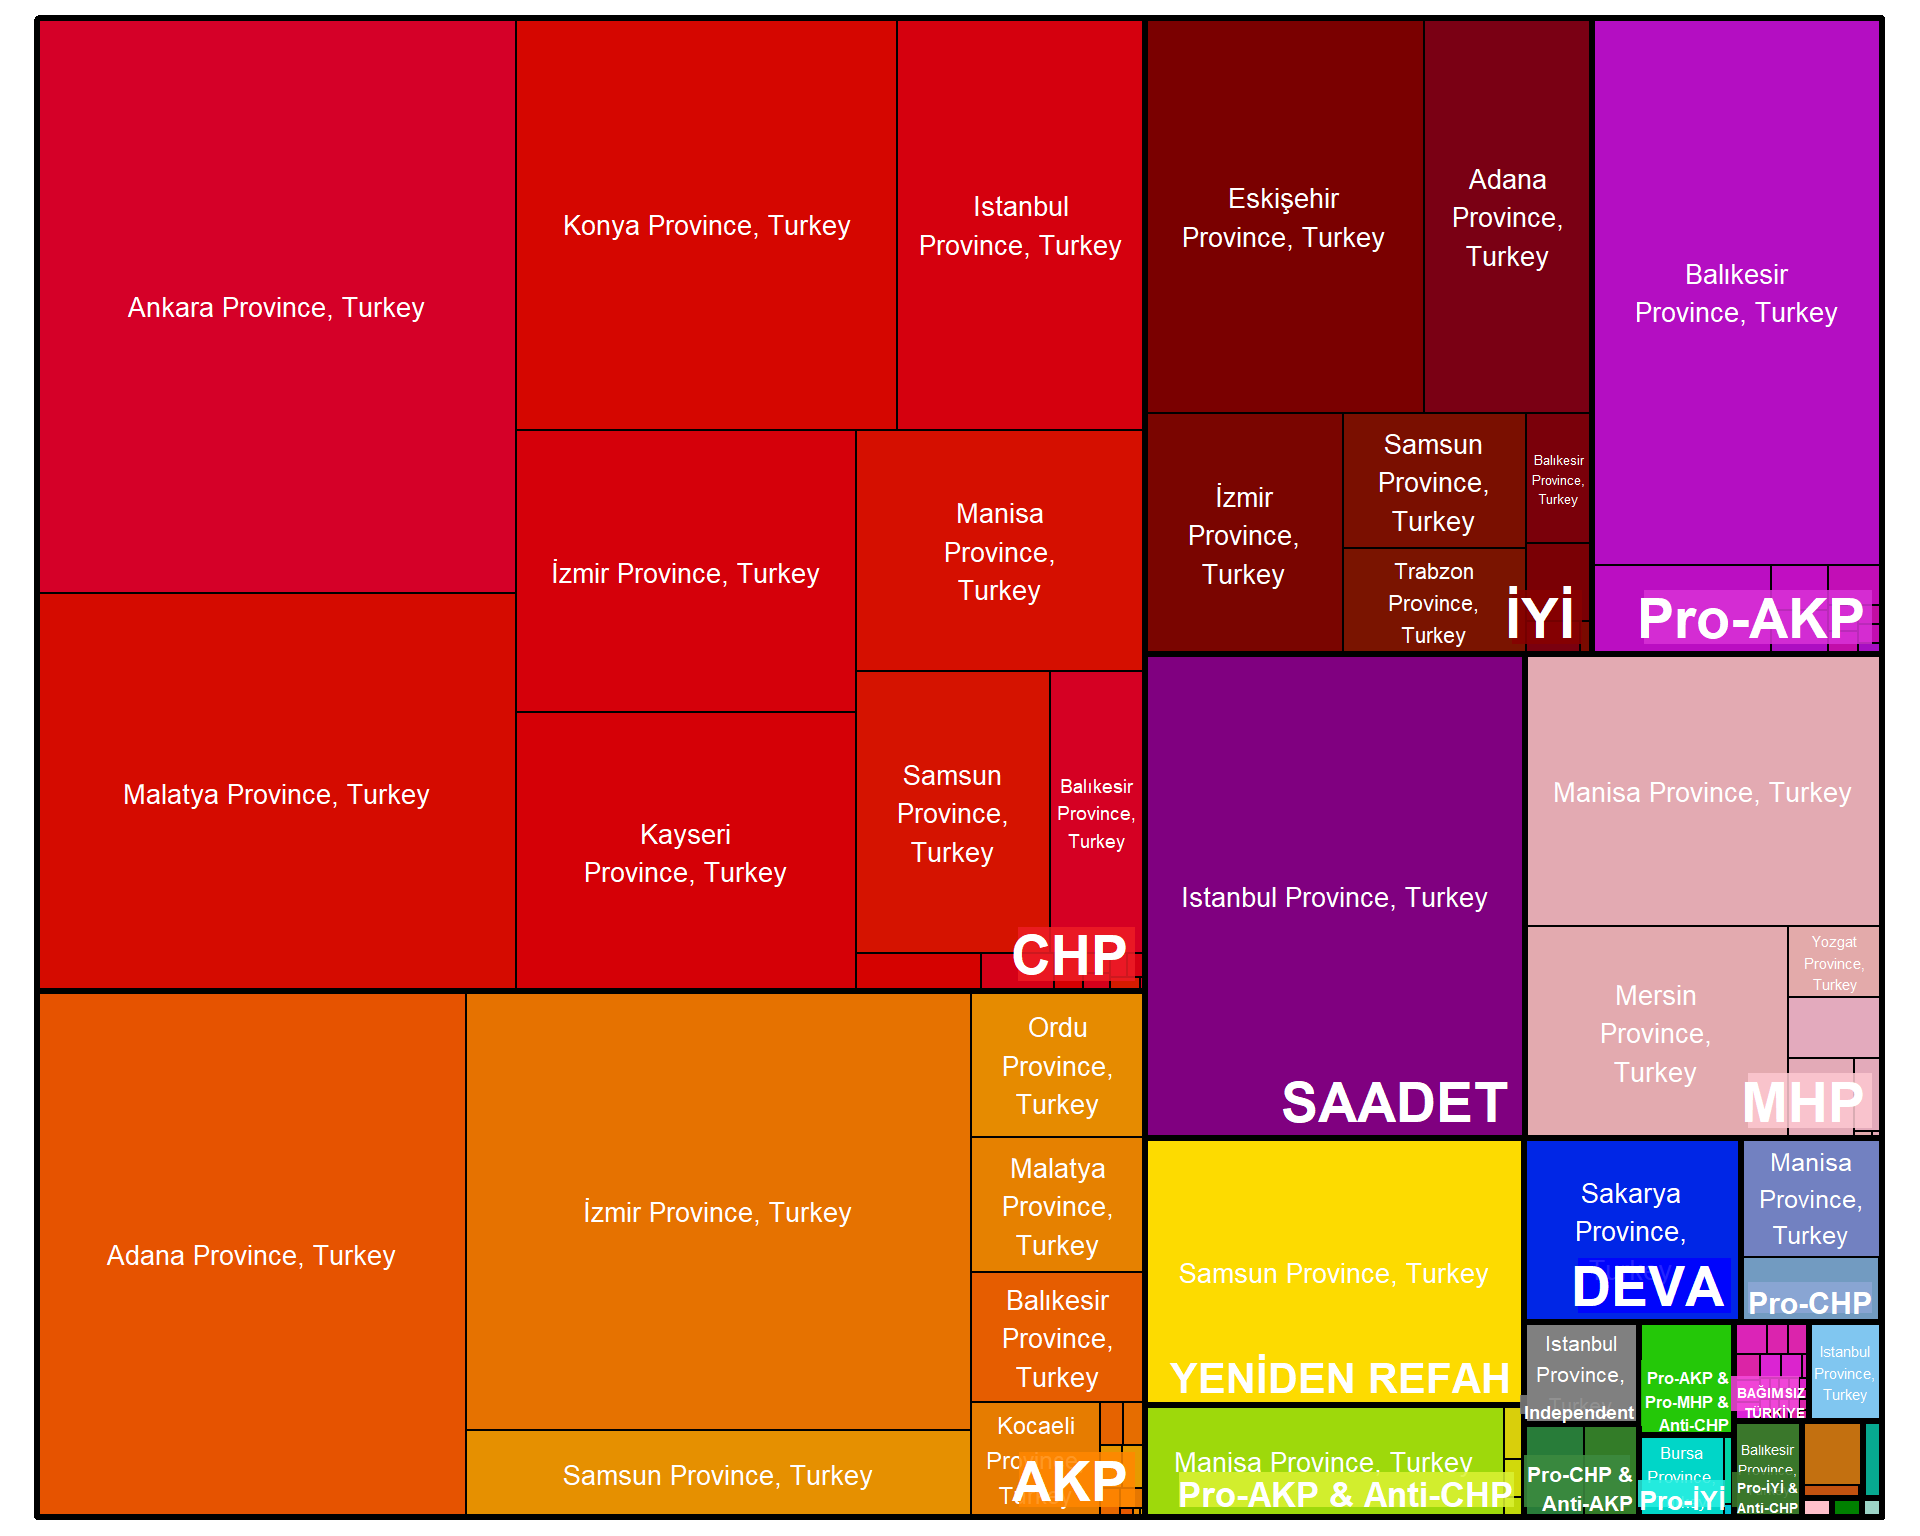 Ankara Province, Turkey
Malatya Province, Turkey
Konya Province, Turkey
Istanbul
Province, Turkey
İzmir Province, Turkey
Manisa
Province,
Turkey
Kayseri
Province, Turkey
Samsun
Province,
Turkey
Balıkesir
Province,
Turkey
CHP
Adana Province, Turkey
İzmir Province, Turkey
Samsun Province, Turkey
Ordu
Province,
Turkey
Malatya
Province,
Turkey
Balıkesir
Province,
Turkey
Kocaeli
Province,
Turkey
AKP
Eskişehir
Province, Turkey
Adana
Province,
Turkey
İzmir
Province,
Turkey
Samsun
Province,
Turkey
Trabzon
Province,
Turkey
Balıkesir
Province,
Turkey
İYİ
Balıkesir
Province, Turkey
Pro-AKP
Istanbul Province, Turkey
SAADET
Manisa Province, Turkey
Mersin
Province,
Turkey
Yozgat
Province,
Turkey
MHP
Samsun Province, Turkey
YENİDEN REFAH
Manisa Province, Turkey
Pro-AKP & Anti-CHP
Sakarya
Province,
Turkey
DEVA
Manisa
Province,
Turkey
Pro-CHP
Istanbul
Province,
Turkey
Independent
Pro-AKP &
Pro-MHP &
Anti-CHP
BAĞIMSIZ
TÜRKİYE
Istanbul
Province,
Turkey
Pro-CHP &
Anti-AKP
Bursa
Province,
Pro-İYİ
Balıkesir
Province,
Pro-İYİ &
Anti-CHP